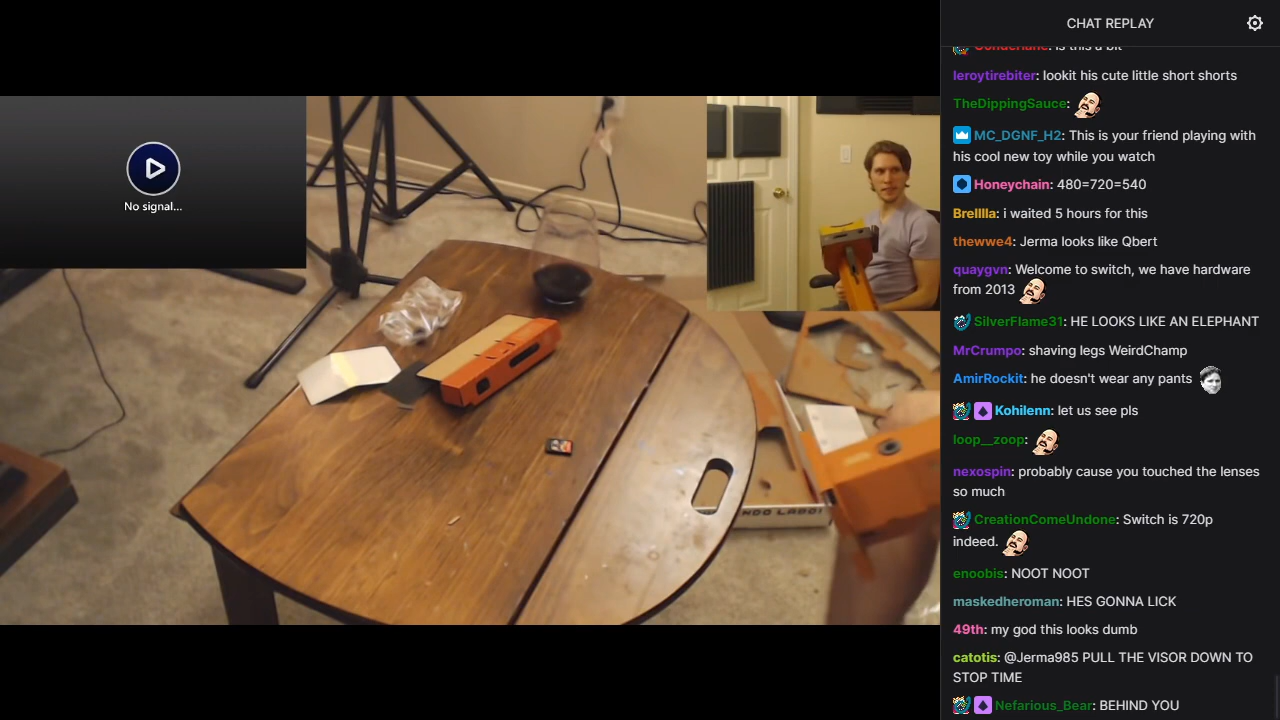 No signal...
NDO LABO!
CHAT REPLAY
Conderlane: is this a bit
leroytirebiter: lookit his cute little short shorts
TheDippingSauce:
MC_DGNF_H2: This is your friend playing with
his cool new toy while you watch
Honeychain: 480=720=540
Brelllla: i waited 5 hours for this
thewwe4: Jerma looks like Qbert
quaygvn: Welcome to switch, we have hardware
from 2013
SilverFlame31: HE LOOKS LIKE AN ELEPHANT
MrCrumpo: shaving legs WeirdChamp
AmirRockit: he doesn't wear any pants
Kohilenn: let us see pls
loop__zoop:
nexospin: probably cause you touched the lenses
so much
CreationComeUndone: Switch is 720p
indeed.
enoobis: NOOT NOOT
maskedheroman: HES GONNA LICK
49th: my god this looks dumb
catotis: @Jerma985 PULL THE VISOR DOWN TO
STOP TIME
Nefarious_Bear: BEHIND YOU